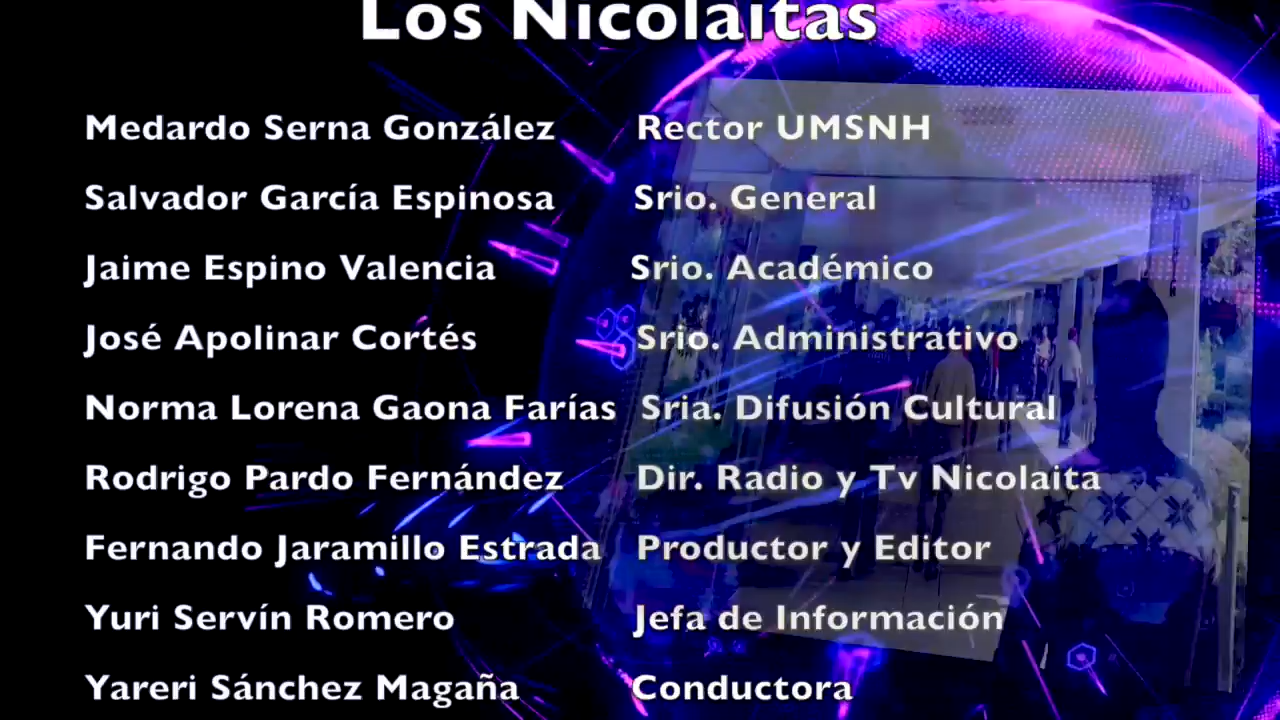 Los Nicolaitas
Medardo Serna González Rector UMSNH
Salvador García Espinosa Srio. General
Jaime Espino Valencia Srio. Académico
José Apolinar Cortés Srio. Administrativo
Norma Lorena Gaona Farías Sria. Difusión Cultural
Rodrigo Pardo Fernández Dir. Radio y Tv Nicolaita
Fernando Jaramillo Estrada Productor y Editor
Yuri Servín Romero Jefa de Información
Yareri Sánchez Magaña Conductora